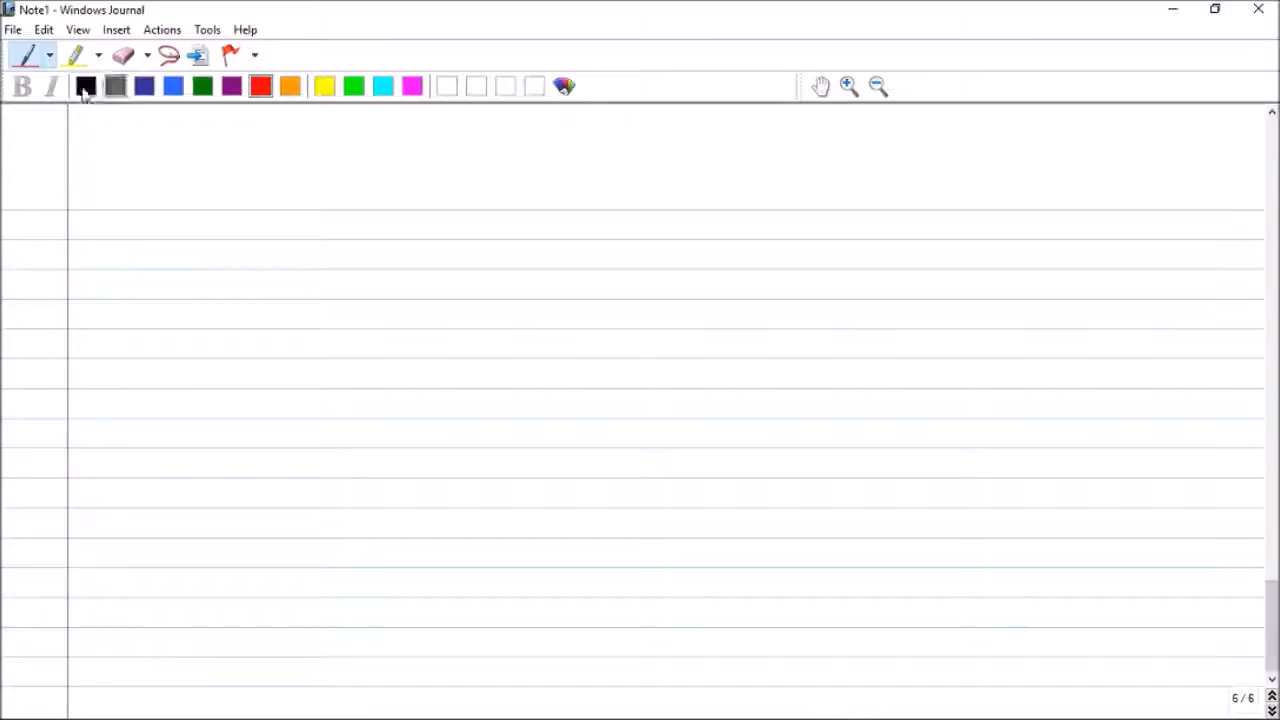 Note1 - Windows Journal
File Edit View Insert Actions Tools Help
B I
6 / 6